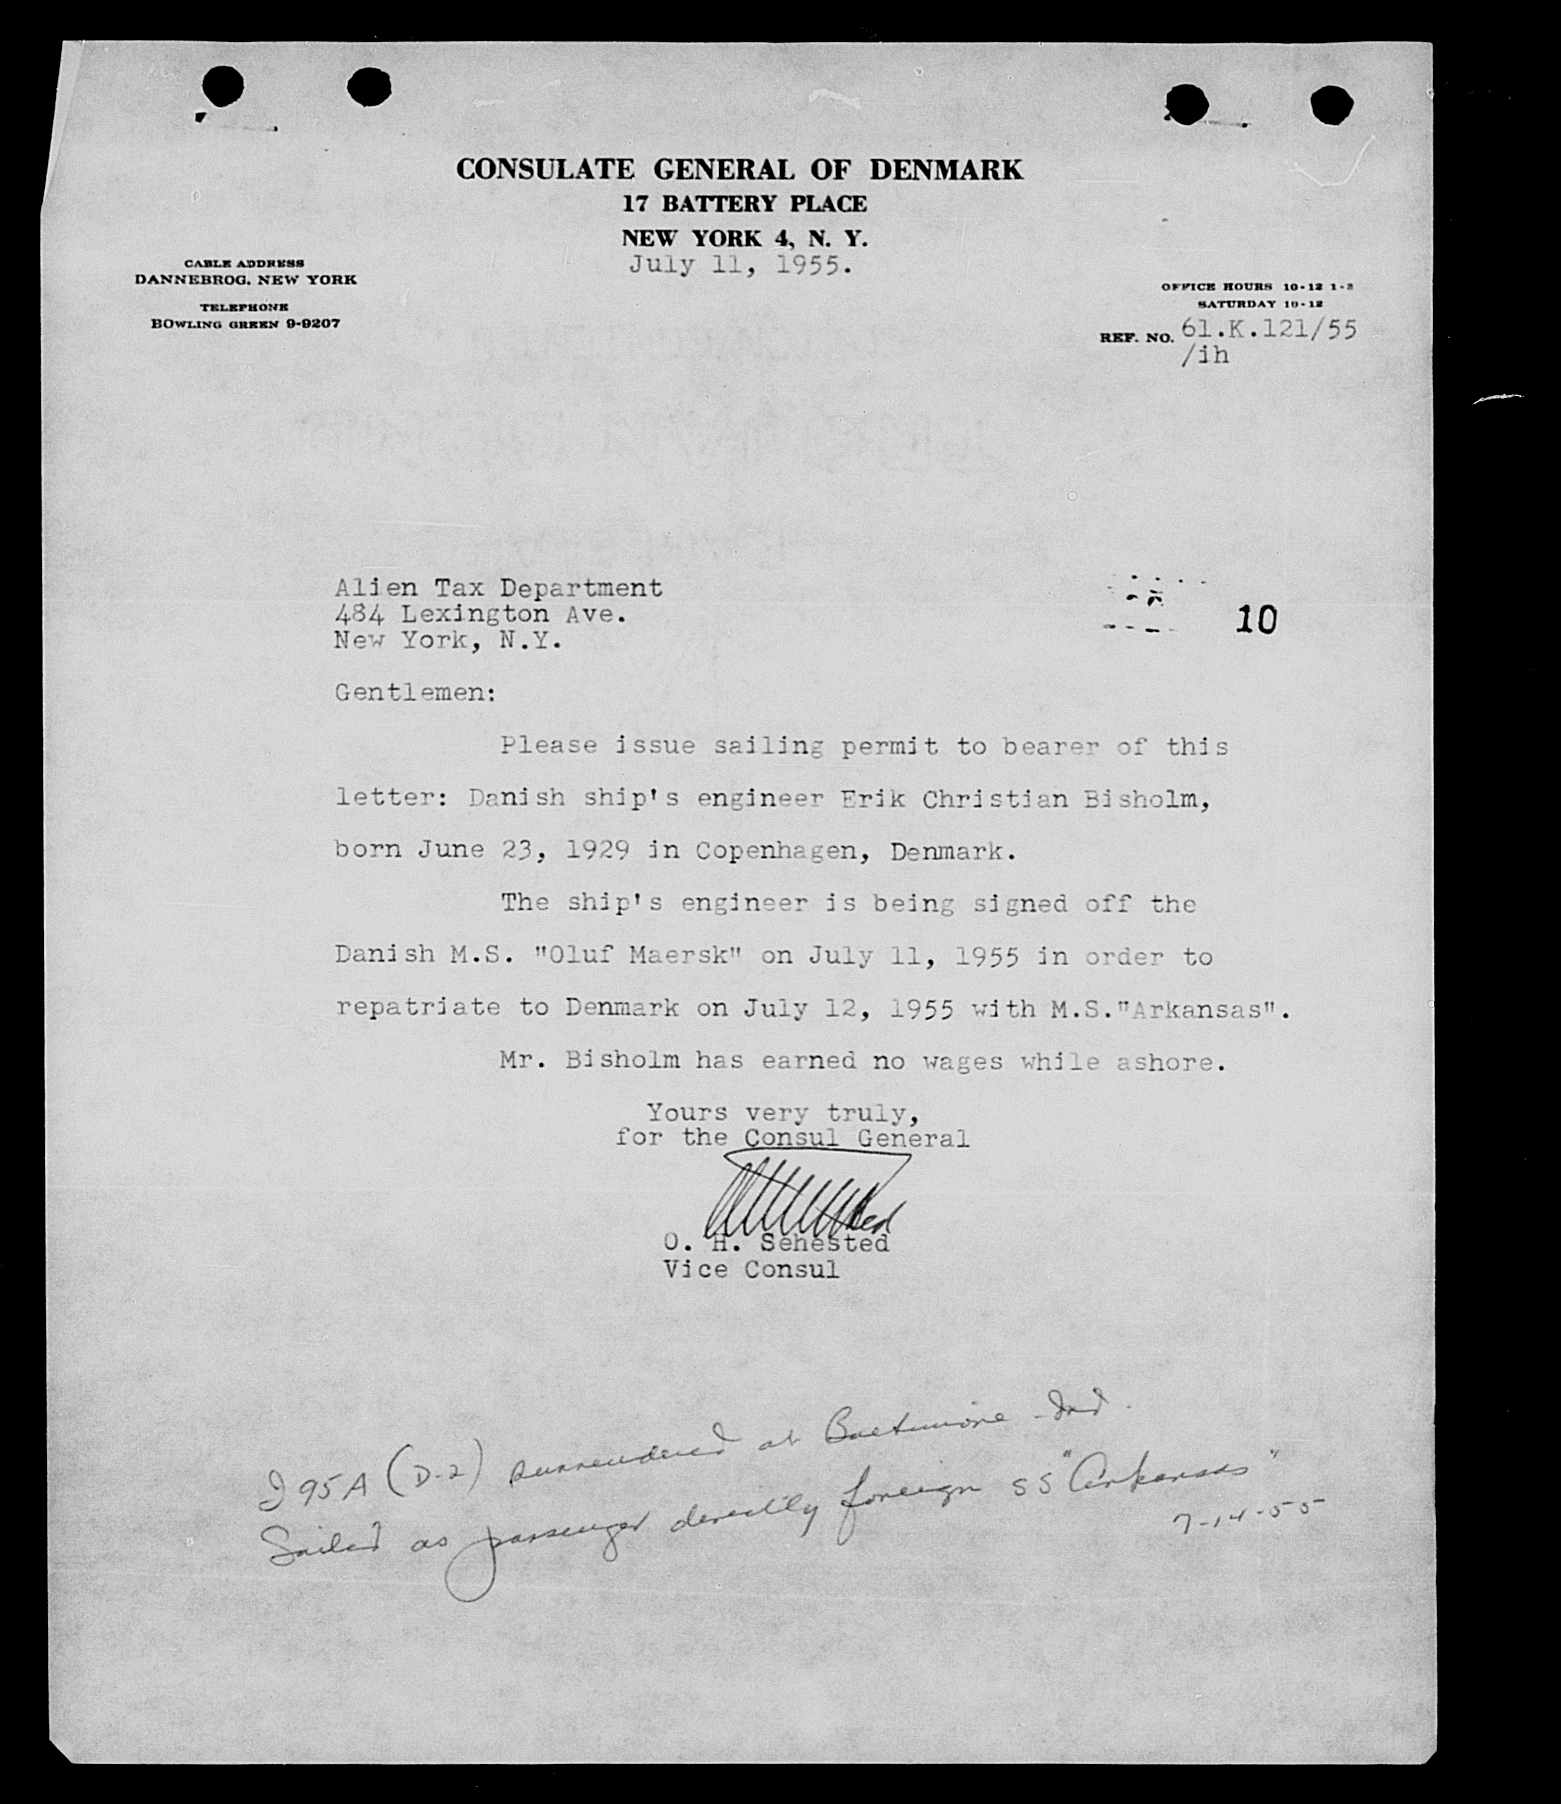 CONSULATE GENERAL OF DENMARK
17 BATTERY PLACE
NEW YORK 4, N. Y.
July 11, 1955.
CABLE ADDRESS
DANNEBROG, NEW YORK
TELEPHONE
BOWLING GREEN 9-9207
OFFICE HOURS 10-12 1-3
SATURDAY 10-12
REF. NO. 61.K.121/55
/ih
Alien Tax Department
484 Lexington Ave.
New York, N.Y.
10
Gentlemen:
Please issue sailing permit to bearer of this
letter: Danish ship's engineer Erik Christian Bisholm,
born June 23, 1929 in Copenhagen, Denmark.
The ship's engineer is being signed off the
Danish M.S. "Oluf Maersk" on July 11, 1955 in order to
repatriate to Denmark on July 12, 1955 with M.S."Arkansas".
Mr. Bisholm has earned no wages while ashore.
Yours very truly,
for the Consul General
O. H. Sehested
Vice Consul
I 95A (D-2) surrendered at Baltimore Md.
Sailed as passenger directly foreign SS "Arkansas"
7-14-55